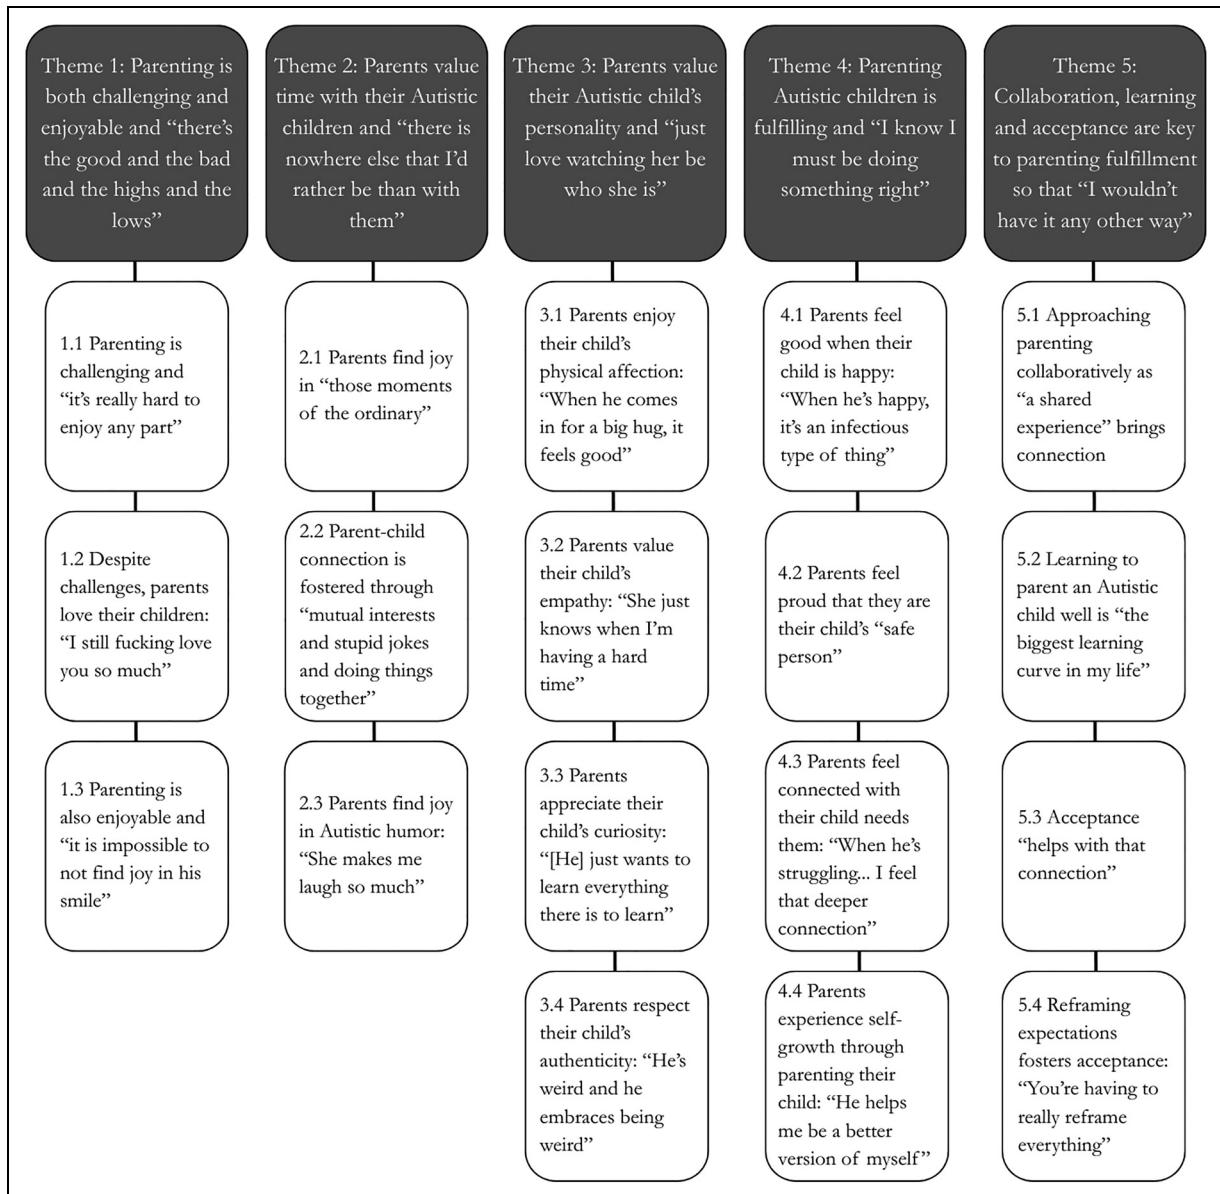 Theme 1: Parenting is
both challenging and
enjoyable and “there’s
the good and the bad
and the highs and the
lows”
1.1 Parenting is
challenging and
“it’s really hard to
enjoy any part”
1.2 Despite
challenges, parents
love their children:
“I still fucking love
you so much”
1.3 Parenting is
also enjoyable and
“it is impossible to
not find joy in his
smile”
Theme 2: Parents value
time with their Autistic
children and “there is
nowhere else that I’d
rather be than with
them”
2.1 Parents find joy
in “those moments
of the ordinary”
2.2 Parent-child
connection is
fostered through
“mutual interests
and stupid jokes
and doing things
together”
2.3 Parents find joy
in Autistic humor:
“She makes me
laugh so much”
Theme 3: Parents value
their Autistic child’s
personality and “just
love watching her be
who she is”
3.1 Parents enjoy
their child’s
physical affection:
“When he comes
in for a big hug, it
feels good”
3.2 Parents value
their child’s
empathy: “She just
knows when I’m
having a hard
time”
3.3 Parents
appreciate their
child’s curiosity:
“[He] just wants to
learn everything
there is to learn”
3.4 Parents respect
their child’s
authenticity: “He’s
weird and he
embraces being
weird”
Theme 4: Parenting
Autistic children is
fulfilling and “I know I
must be doing
something right”
4.1 Parents feel
good when their
child is happy:
“When he’s happy,
it’s an infectious
type of thing”
4.2 Parents feel
proud that they are
their child’s “safe
person”
4.3 Parents feel
connected with
their child needs
them: “When he’s
struggling... I feel
that deeper
connection”
4.4 Parents
experience self-
growth through
parenting their
child: “He helps
me be a better
version of myself”
Theme 5:
Collaboration, learning
and acceptance are key
to parenting fulfillment
so that “I wouldn’t
have it any other way”
5.1 Approaching
parenting
collaboratively as
“a shared
experience” brings
connection
5.2 Learning to
parent an Autistic
child well is “the
biggest learning
curve in my life”
5.3 Acceptance
“helps with that
connection”
5.4 Reframing
expectations
fosters acceptance:
“You’re having to
really reframe
everything”